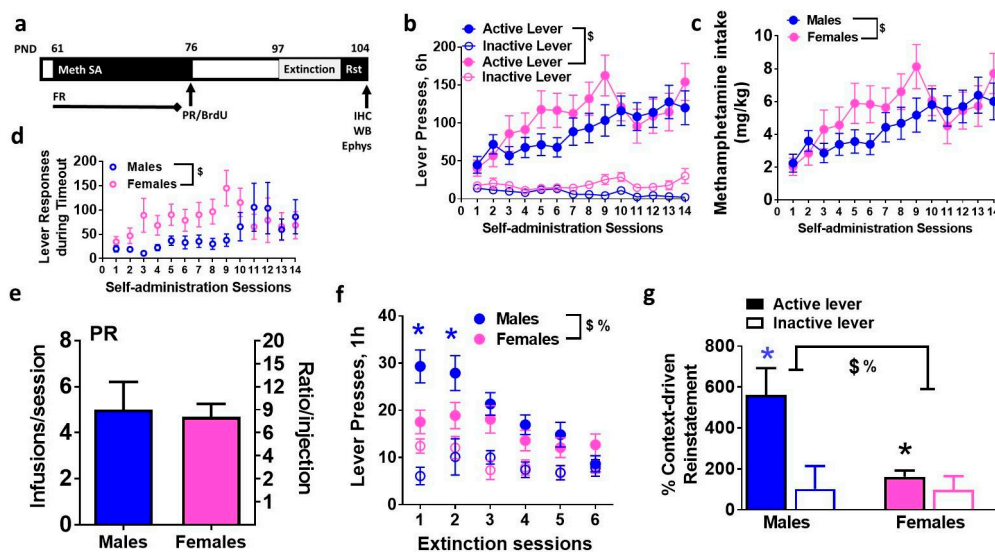 a
PND 61 76 97 104
Meth SA Extinction Rst
FR
PR/BrdU
IHC
WB
Ephys
b
Active Lever
Inactive Lever
Active Lever
Inactive Lever
$
Lever Presses, 6h
200
150
100
50
0
0 1 2 3 4 5 6 7 8 9 10 11 12 13 14
Self-administration Sessions
c
Males
Females
$
Methamphetamine intake
(mg/kg)
10
8
6
4
2
0
0 1 2 3 4 5 6 7 8 9 10 11 12 13 14
Self-administration Sessions
d
Males
Females
$
Lever Responses
during Timeout
200
150
100
50
0
0 1 2 3 4 5 6 7 8 9 10 11 12 13 14
Self-administration Sessions
e
PR
Infusions/session
8
6
4
2
0
Ratio/injection
20
15
12
9
6
4
2
1
Males Females
f
Males
Females
$ %
* *
Lever Presses, 1h
40
30
20
10
0
1 2 3 4 5 6
Extinction sessions
g
Active lever
Inactive lever
$ %
*
*
% Context-driven
Reinstatement
800
600
400
200
0
Males Females